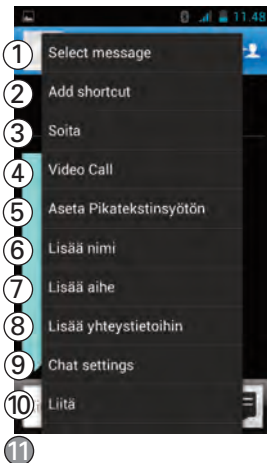 11.48
1 Select message
2 Add shortcut
3 Soita
4 Video Call
5 Aseta Pikatekstinsyötön
6 Lisää nimi
7 Lisää aihe
8 Lisää yhteystietoihin
9 Chat settings
10 Liitä
11